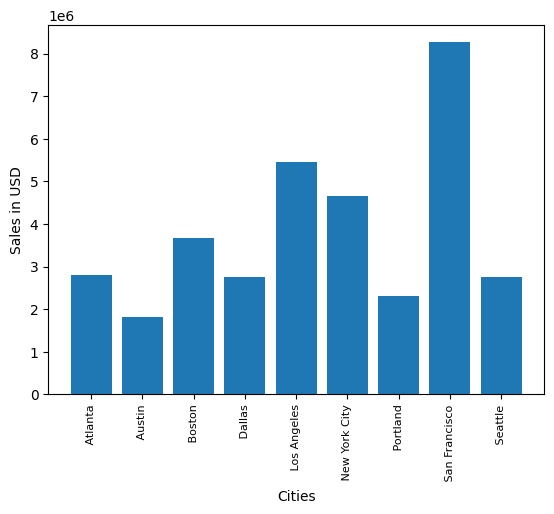 1e6
8
7
6
5
4
3
2
1
0
Sales in USD
Atlanta
Austin
Boston
Dallas
Los Angeles
New York City
Portland
San Francisco
Seattle
Cities